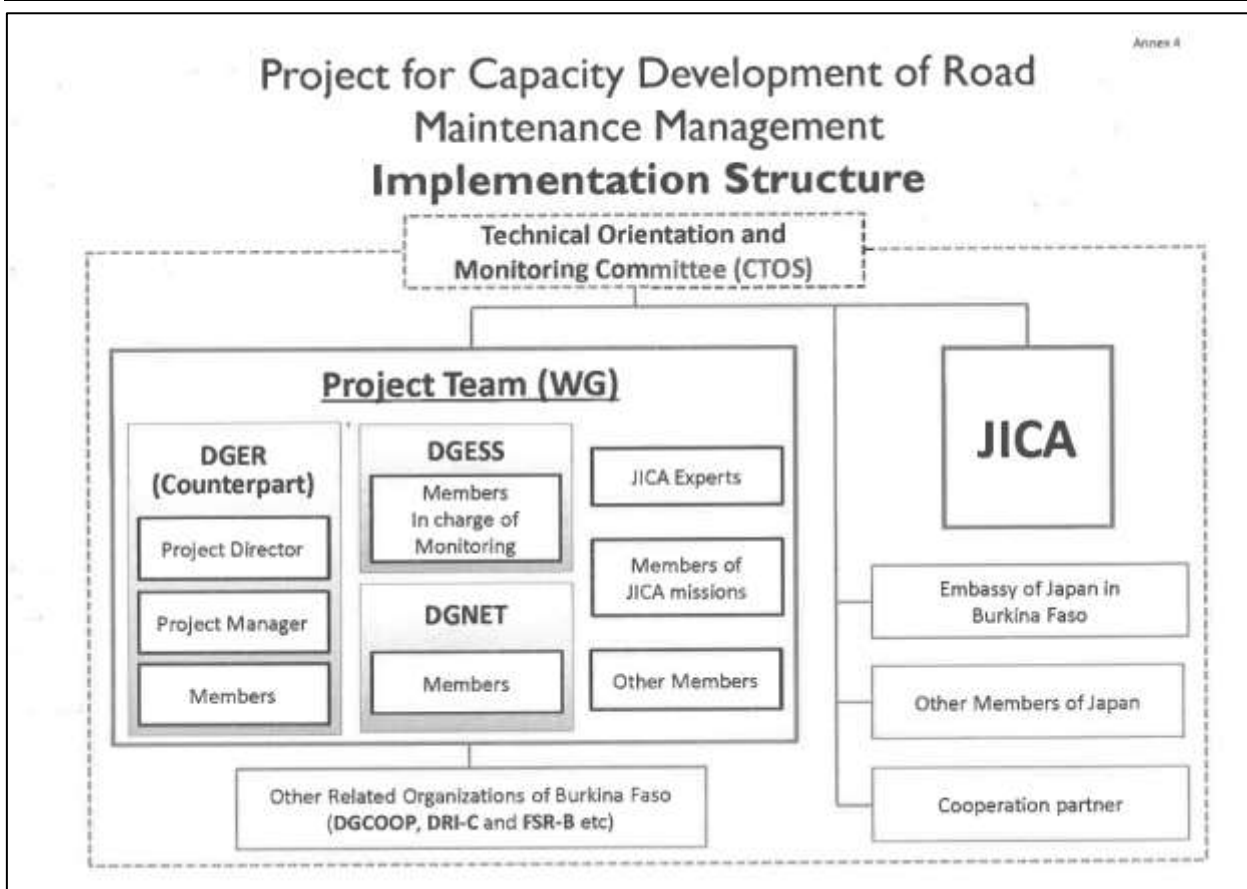 Annex 4
Project for Capacity Development of Road
Maintenance Management
Implementation Structure
Technical Orientation and
Monitoring Committee (CTOS)
Project Team (WG)
DGER
(Counterpart)
Project Director
Project Manager
Members
DGESS
Members
In charge of
Monitoring
DGNET
Members
JICA Experts
Members of
JICA missions
Other Members
Other Related Organizations of Burkina Faso
(DGCOOP, DRI-C and FSR-B etc)
JICA
Embassy of Japan in
Burkina Faso
Other Members of Japan
Cooperation partner